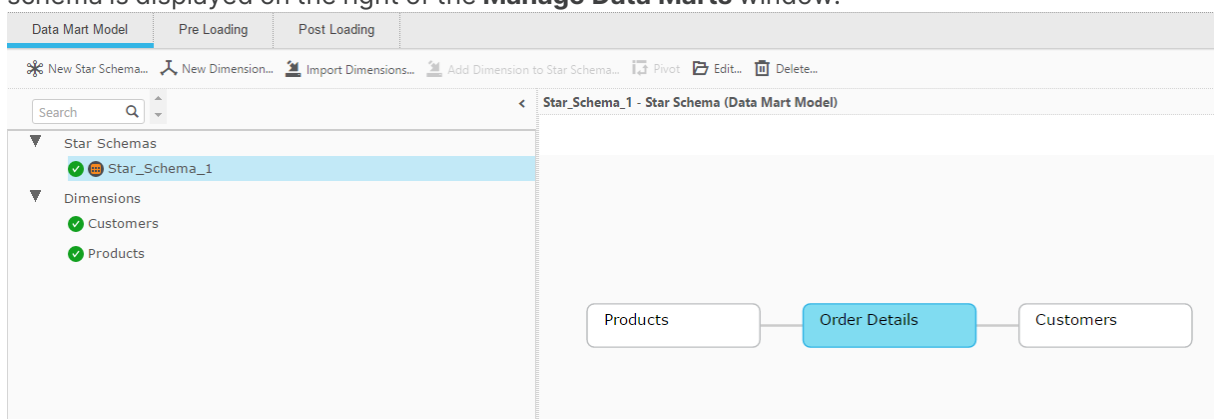 schema is displayed on the right of the Manage Data Marts window.
Data Mart Model Pre Loading Post Loading
New Star Schema... New Dimension... Import Dimensions... Add Dimension to Star Schema... Pivot Edit... Delete...
Search
Star_Schema_1 - Star Schema (Data Mart Model)
Star Schemas
Star_Schema_1
Dimensions
Customers
Products
Products Order Details Customers